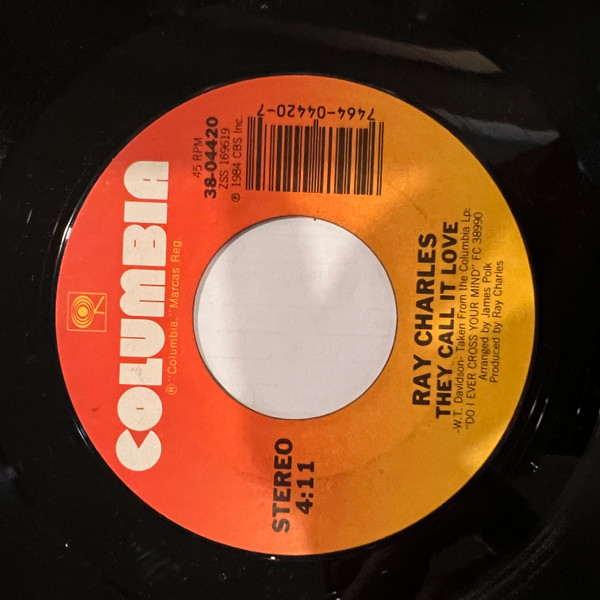 COLUMBIA
® "Columbia," Marcas Reg
45 RPM
38-04420
ZSS 169619
℗ 1984 CBS Inc.
7464-04420-7
STEREO
4:11
RAY CHARLES
THEY CALL IT LOVE
-W.T. Davidson- Taken From the Columbia Lp:
"DO I EVER CROSS YOUR MIND" FC 38990
Arranged by James Polk
Produced by Ray Charles